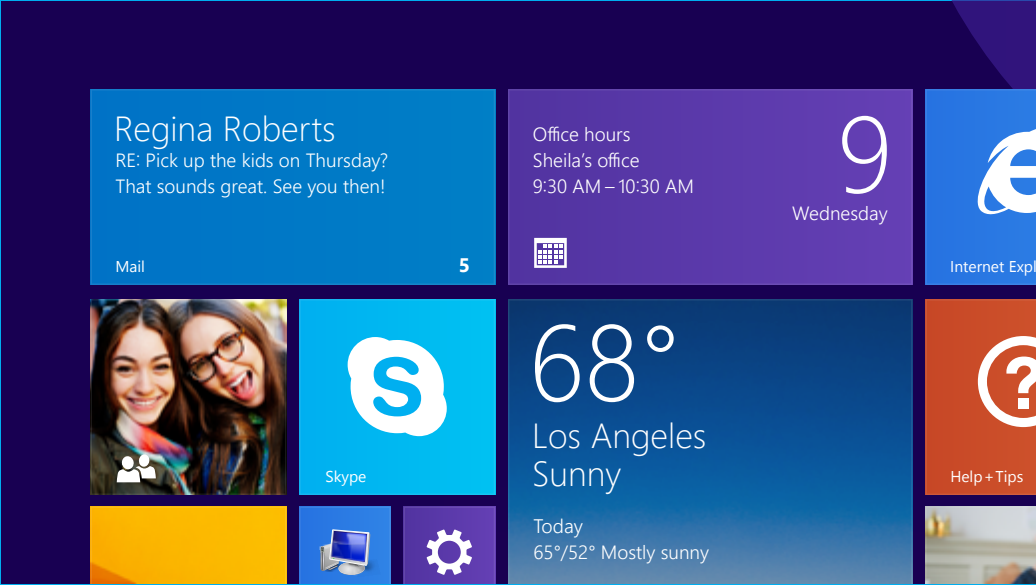 Regina Roberts
RE: Pick up the kids on Thursday?
That sounds great. See you then!
Mail
5
Office hours
Sheila's office
9:30 AM – 10:30 AM
9
Wednesday
Internet Expl
S
Skype
68°
Los Angeles
Sunny
Today
65°/52° Mostly sunny
?
Help+Tips